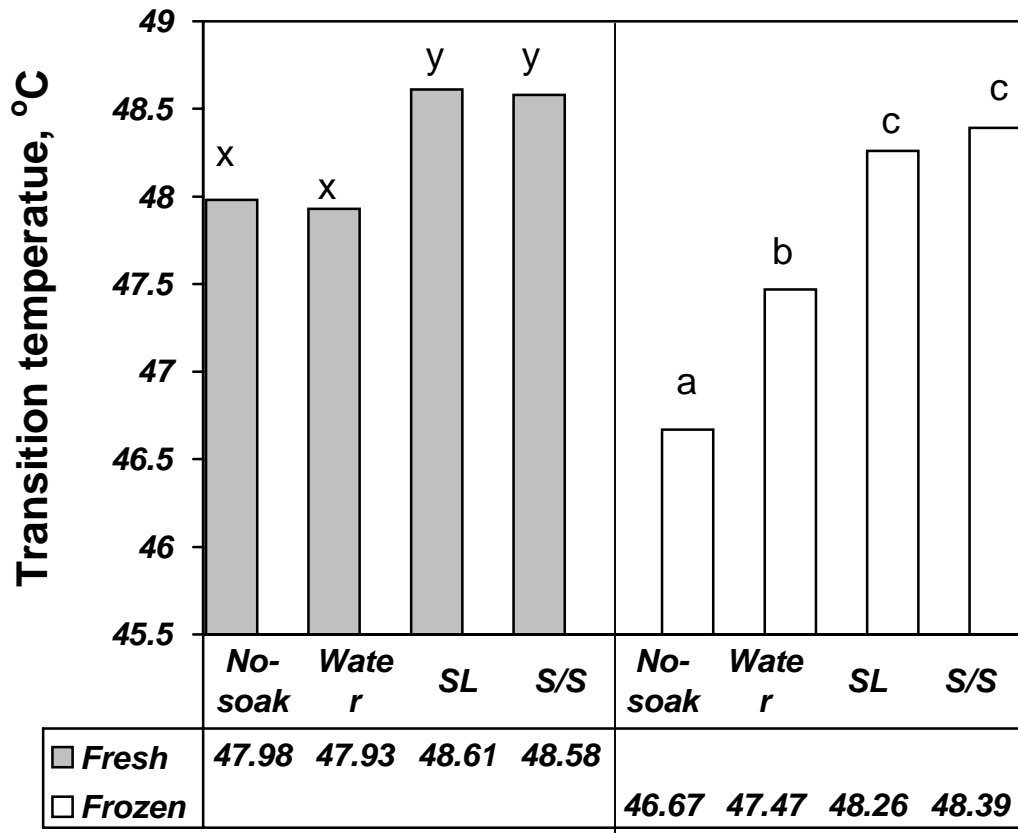 Transition temperatue, °C
49
48.5
48
47.5
47
46.5
46
45.5
x
x
y
y
a
b
c
c
No-
soak
Wate
r
SL
S/S
No-
soak
Wate
r
SL
S/S
Fresh 47.98 47.93 48.61 48.58
Frozen 46.67 47.47 48.26 48.39